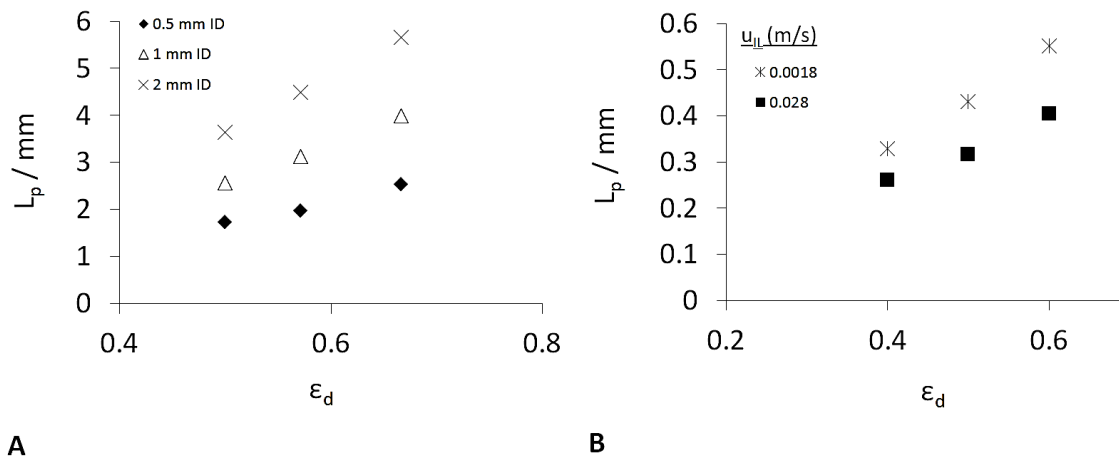 6
5
4
3
2
1
0
L_p / mm
◆ 0.5 mm ID
△ 1 mm ID
× 2 mm ID
0.4 0.6 0.8
ε_d
A
0.6
0.5
0.4
0.3
0.2
0.1
0
L_p / mm
u_IL (m/s)
0.0018
■ 0.028
0.2 0.4 0.6
ε_d
B